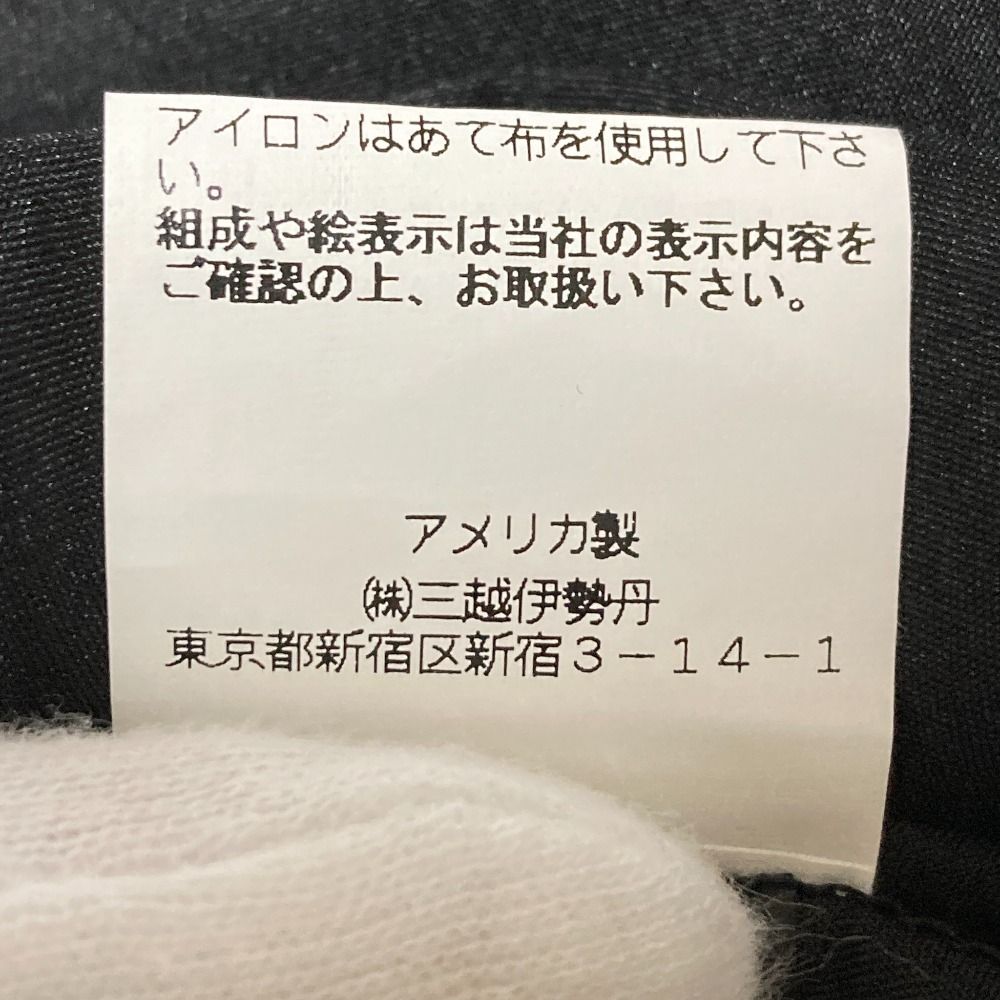 アイロンはあて布を使用して下さ
い。
組成や絵表示は当社の表示内容を
ご確認の上、お取扱い下さい。
アメリカ製
㈱三越伊勢丹
東京都新宿区新宿３－１４－１